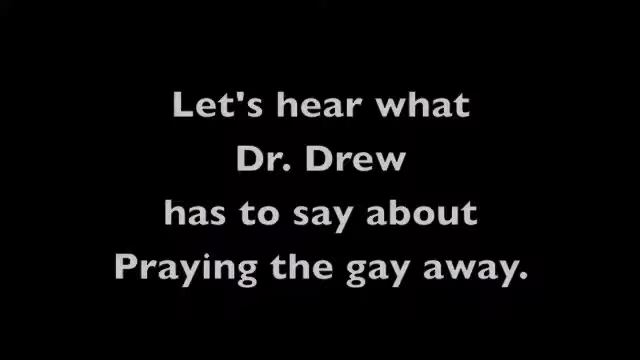 Let's hear what
Dr. Drew
has to say about
Praying the gay away.